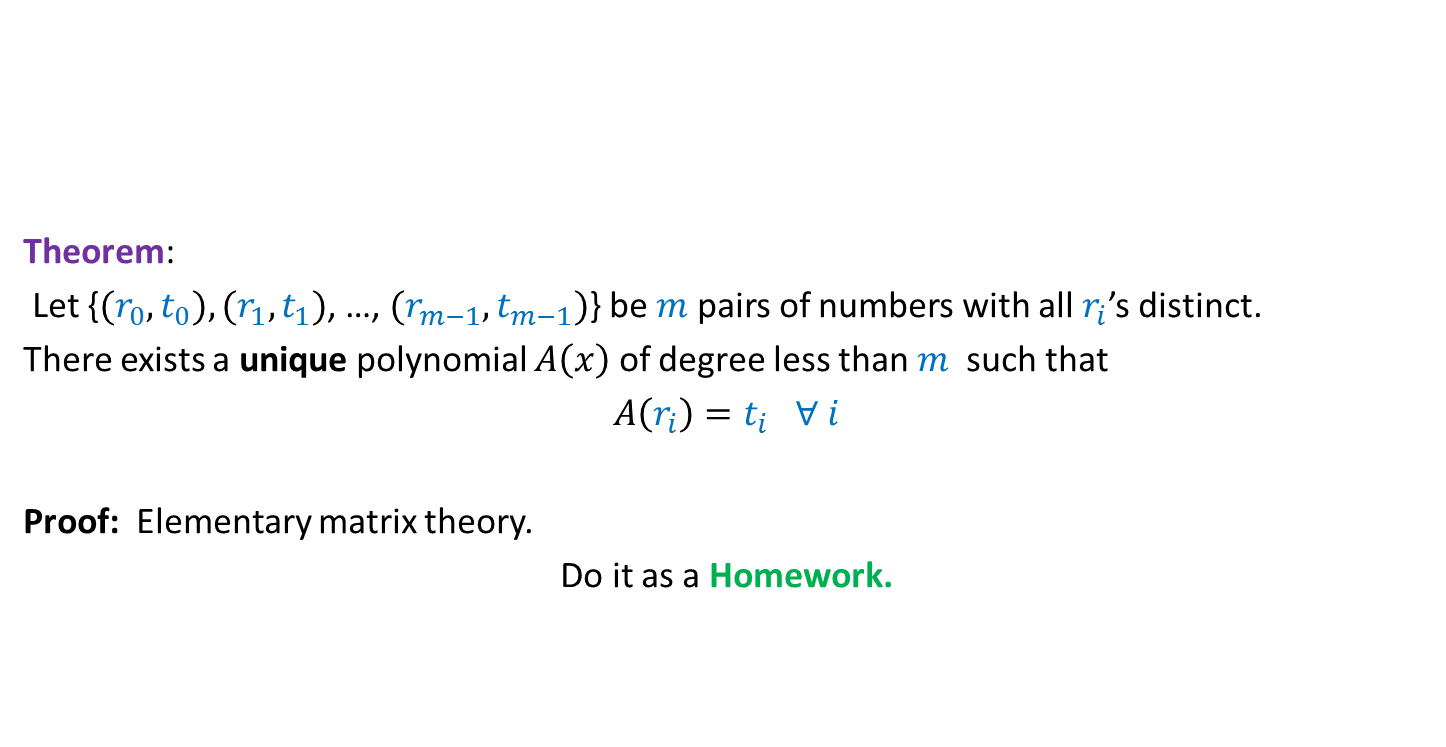 Theorem:
Let {(r₀, t₀), (r₁, t₁), …, (rₘ₋₁, tₘ₋₁)} be m pairs of numbers with all rᵢ’s distinct.
There exists a unique polynomial A(x) of degree less than m such that
A(rᵢ) = tᵢ ∀ i
Proof: Elementary matrix theory.
Do it as a Homework.